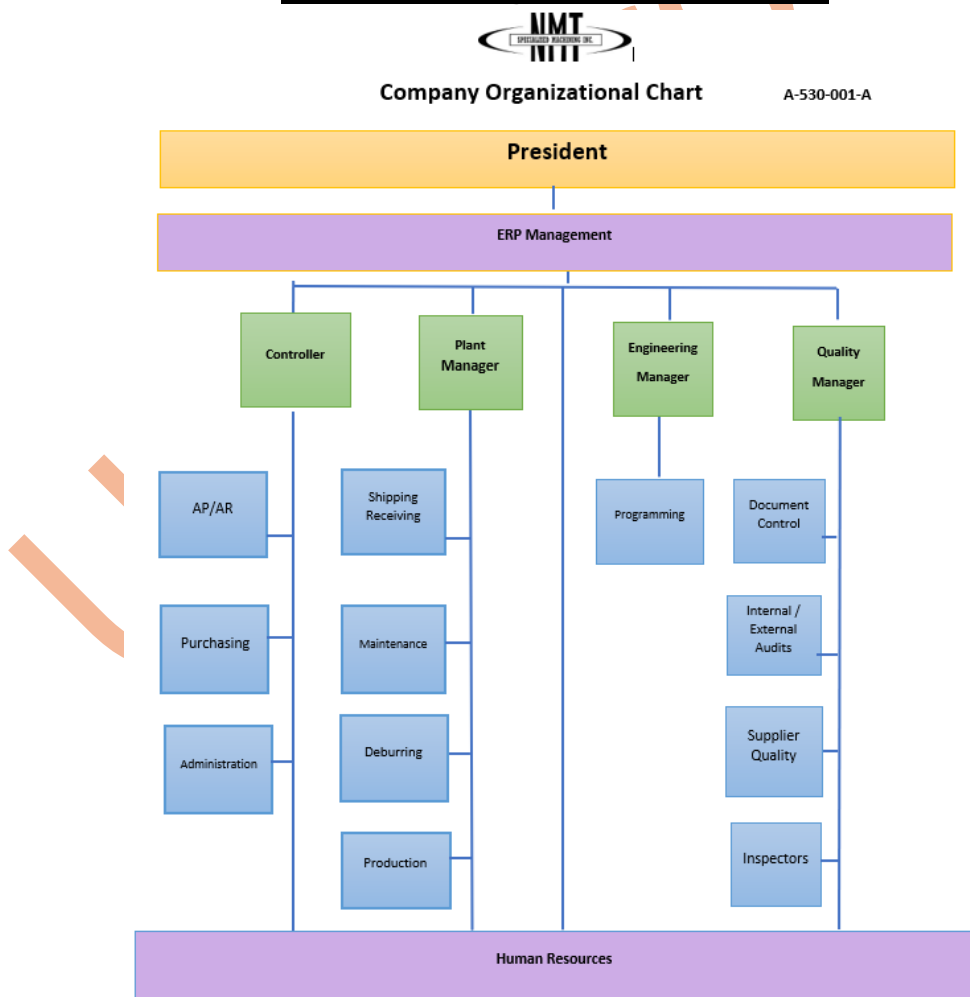 NMT
SPECIALIZED MACHINING INC.
Company Organizational Chart
A-530-001-A
President
ERP Management
Controller
Plant
Manager
Engineering
Manager
Quality
Manager
AP/AR
Shipping
Receiving
Programming
Document
Control
Purchasing
Maintenance
Internal /
External
Audits
Administration
Deburring
Supplier
Quality
Production
Inspectors
Human Resources